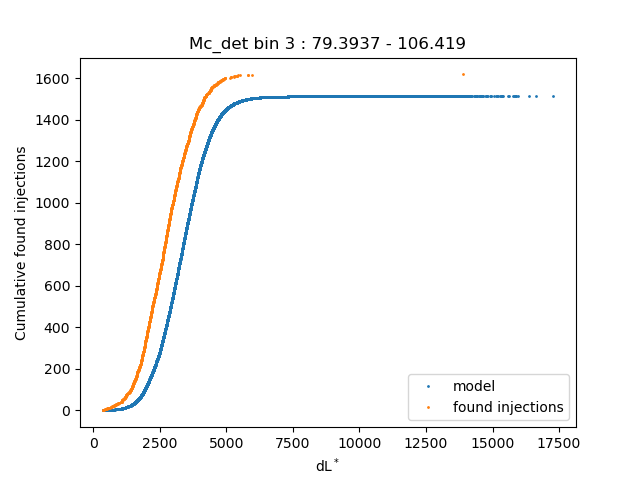 Mc_det bin 3 : 79.3937 - 106.419
Cumulative found injections
1600
1400
1200
1000
800
600
400
200
0
0 2500 5000 7500 10000 12500 15000 17500
dL*
model
found injections